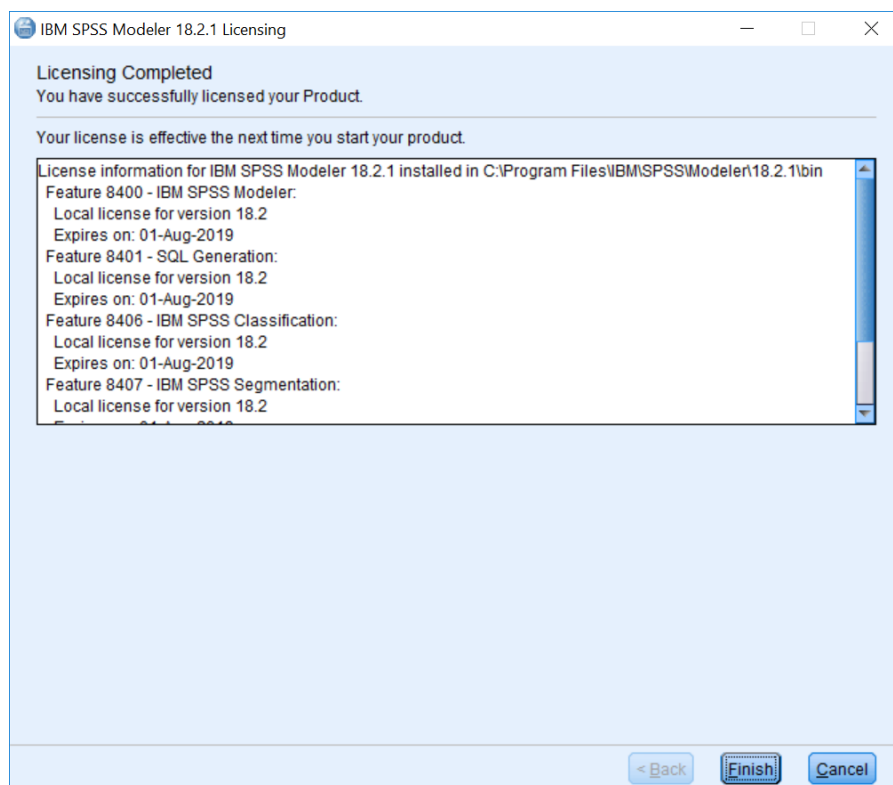 IBM SPSS Modeler 18.2.1 Licensing
Licensing Completed
You have successfully licensed your Product.
Your license is effective the next time you start your product.
License information for IBM SPSS Modeler 18.2.1 installed in C:\Program Files\IBM\SPSS\Modeler\18.2.1\bin
Feature 8400 - IBM SPSS Modeler:
Local license for version 18.2
Expires on: 01-Aug-2019
Feature 8401 - SQL Generation:
Local license for version 18.2
Expires on: 01-Aug-2019
Feature 8406 - IBM SPSS Classification:
Local license for version 18.2
Expires on: 01-Aug-2019
Feature 8407 - IBM SPSS Segmentation:
Local license for version 18.2
< Back Finish Cancel